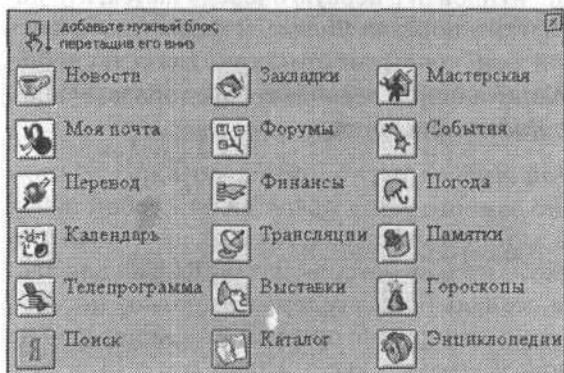 добавьте нужный блок,
перетащив его вниз
Новости Закладки Мастерская
Моя почта Форумы События
Перевод Финансы Погода
Календарь Трансляции Памятки
Телепрограмма Выставки Гороскопы
Я Поиск Каталог Энциклопедии